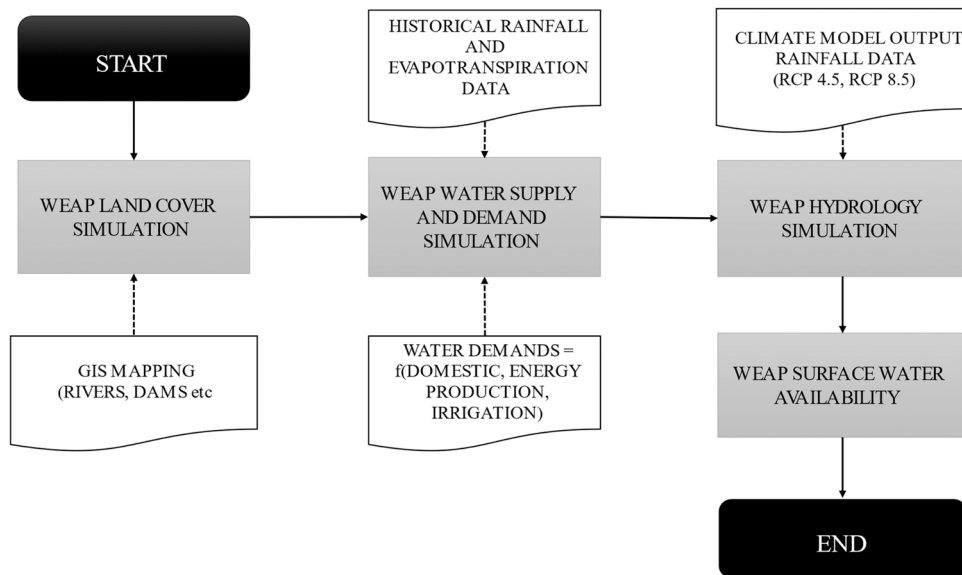 START
HISTORICAL RAINFALL
AND
EVAPOTRANSPIRATION
DATA
CLIMATE MODEL OUTPUT
RAINFALL DATA
(RCP 4.5, RCP 8.5)
WEAP LAND COVER
SIMULATION
WEAP WATER SUPPLY
AND DEMAND
SIMULATION
WEAP HYDROLOGY
SIMULATION
GIS MAPPING
(RIVERS, DAMS etc
WATER DEMANDS =
f(DOMESTIC, ENERGY
PRODUCTION,
IRRIGATION)
WEAP SURFACE WATER
AVAILABILITY
END